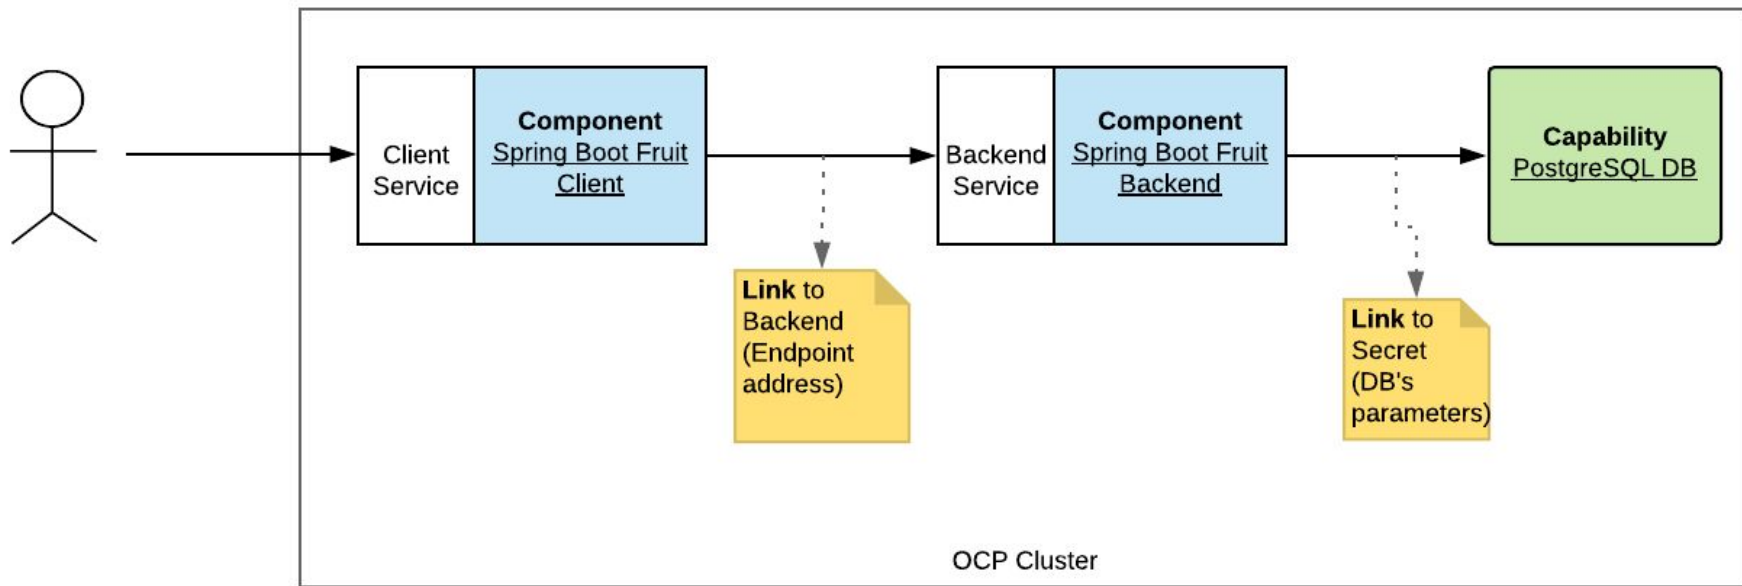 Client
Service
Component
Spring Boot Fruit
Client
Backend
Service
Component
Spring Boot Fruit
Backend
Capability
PostgreSQL DB
Link to
Backend
(Endpoint
address)
Link to
Secret
(DB's
parameters)
OCP Cluster